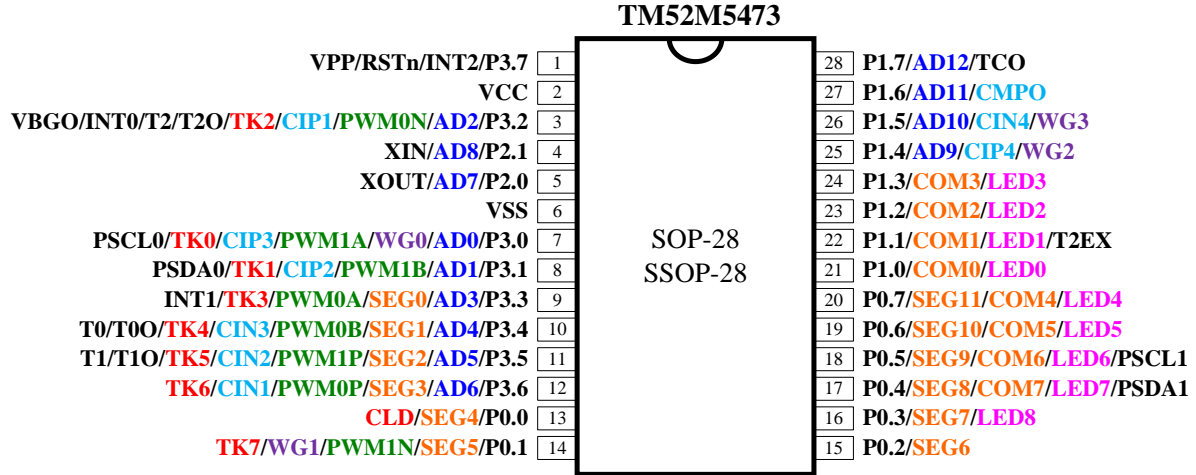 TM52M5473
VPP/RSTn/INT2/P3.7 1 28 P1.7/AD12/TCO
VCC 2 27 P1.6/AD11/CMPO
VBGO/INT0/T2/T2O/TK2/CIP1/PWM0N/AD2/P3.2 3 26 P1.5/AD10/CIN4/WG3
XIN/AD8/P2.1 4 25 P1.4/AD9/CIP4/WG2
XOUT/AD7/P2.0 5 24 P1.3/COM3/LED3
VSS 6 23 P1.2/COM2/LED2
PSCL0/TK0/CIP3/PWM1A/WG0/AD0/P3.0 7 SOP-28 22 P1.1/COM1/LED1/T2EX
PSDA0/TK1/CIP2/PWM1B/AD1/P3.1 8 SSOP-28 21 P1.0/COM0/LED0
INT1/TK3/PWM0A/SEG0/AD3/P3.3 9 20 P0.7/SEG11/COM4/LED4
T0/T0O/TK4/CIN3/PWM0B/SEG1/AD4/P3.4 10 19 P0.6/SEG10/COM5/LED5
T1/T1O/TK5/CIN2/PWM1P/SEG2/AD5/P3.5 11 18 P0.5/SEG9/COM6/LED6/PSCL1
TK6/CIN1/PWM0P/SEG3/AD6/P3.6 12 17 P0.4/SEG8/COM7/LED7/PSDA1
CLD/SEG4/P0.0 13 16 P0.3/SEG7/LED8
TK7/WG1/PWM1N/SEG5/P0.1 14 15 P0.2/SEG6